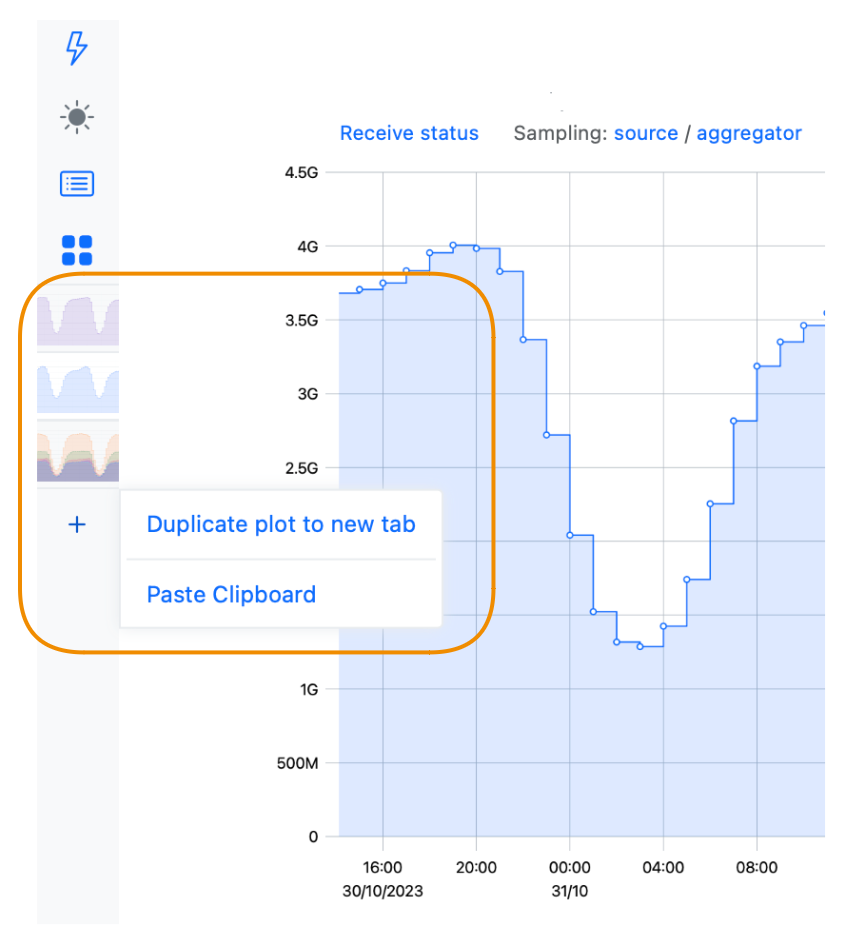 Receive status Sampling: source / aggregator
4.5G
4G
3.5G
3G
2.5G
+ Duplicate plot to new tab
Paste Clipboard
1G
500M
0
16:00 20:00 00:00 04:00 08:00
30/10/2023 31/10